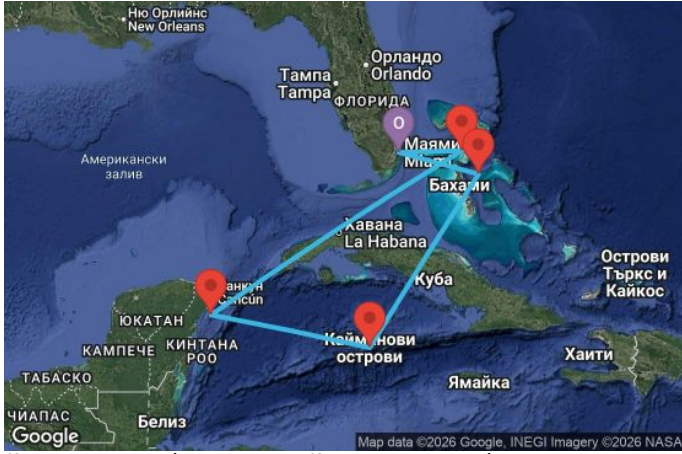 Ню Орлийнс
New Orleans
Орландо
Orlando
Тампа
Tampa
ФЛОРИДА
O
Маями
Miami
Американски
залив
Бахами
Хавана
La Habana
Острови
Търкс и
Кайкос
Куба
Канкун
Cancún
ЮКАТАН
КАМПЕЧЕ
КИНТАНА
РОО
Кайманови
острови
Хаити
ТАБАСКО
Ямайка
ЧИАПАС
Белиз
Google
Map data ©2026 Google, INEGI Imagery ©2026 NASA